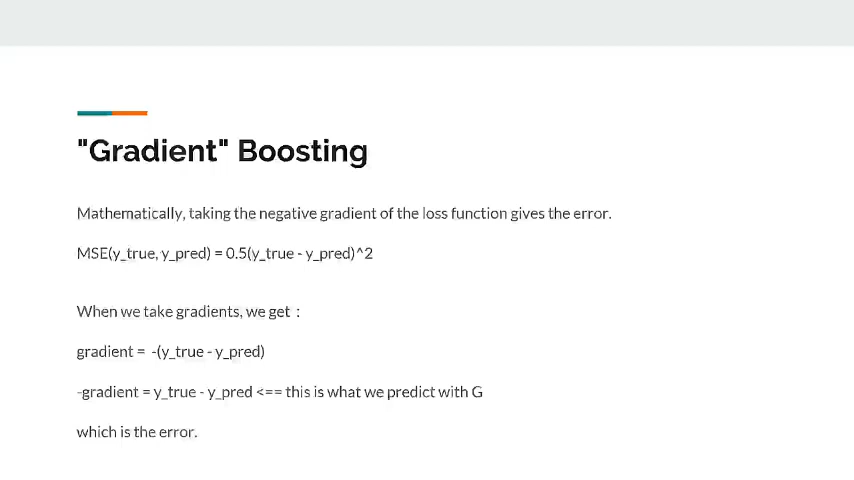 "Gradient" Boosting
Mathematically, taking the negative gradient of the loss function gives the error.
MSE(y_true, y_pred) = 0.5(y_true - y_pred)^2
When we take gradients, we get :
gradient = -(y_true - y_pred)
-gradient = y_true - y_pred <== this is what we predict with G
which is the error.